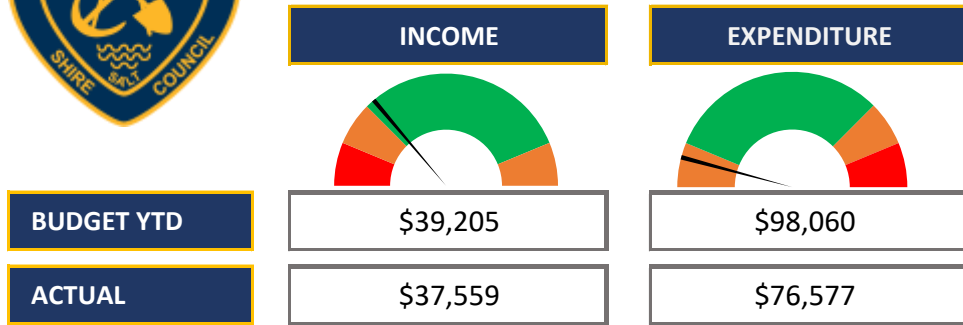 SHIRE
SALT
COUNCIL
INCOME
EXPENDITURE
BUDGET YTD
$39,205
$98,060
ACTUAL
$37,559
$76,577